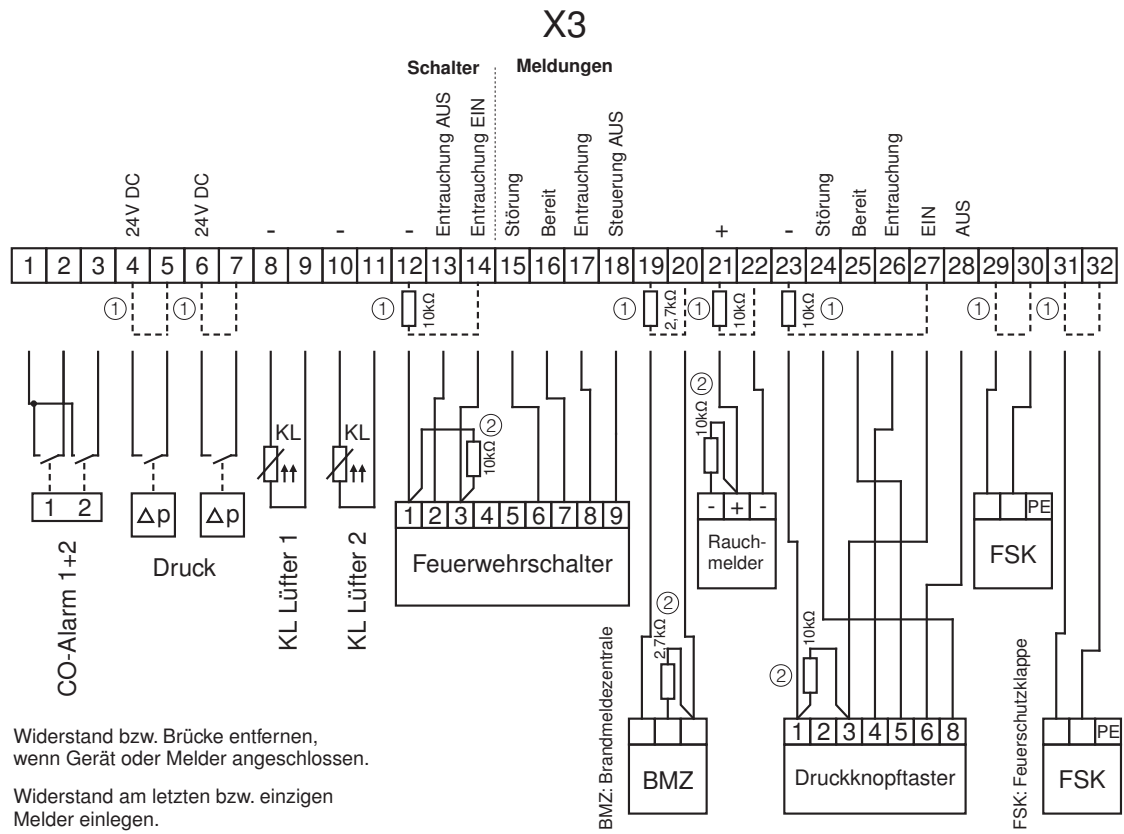 X3
Schalter
Meldungen
24V DC
24V DC
-
-
-
Entrauchung AUS
Entrauchung EIN
Störung
Bereit
Entrauchung
Steuerung AUS
+
-
Störung
Bereit
Entrauchung
EIN
AUS
1 2 3 4 5 6 7 8 9 10 11 12 13 14 15 16 17 18 19 20 21 22 23 24 25 26 27 28 29 30 31 32
① ① ① 10kΩ ① 2,7kΩ ① 10kΩ 10kΩ ① ① ①
KL
KL
② 10kΩ
② 10kΩ
1 2
Δp
Δp
CO-Alarm 1+2
Druck
KL Lüfter 1
KL Lüfter 2
1 2 3 4 5 6 7 8 9
Feuerwehrschalter
- + -
Rauch-
melder
PE
FSK
② 2,7kΩ
② 10kΩ
BMZ: Brandmeldezentrale
BMZ
1 2 3 4 5 6 8
Druckknopftaster
FSK: Feuerschutzklappe
PE
FSK
Widerstand bzw. Brücke entfernen,
wenn Gerät oder Melder angeschlossen.
Widerstand am letzten bzw. einzigen
Melder einlegen.